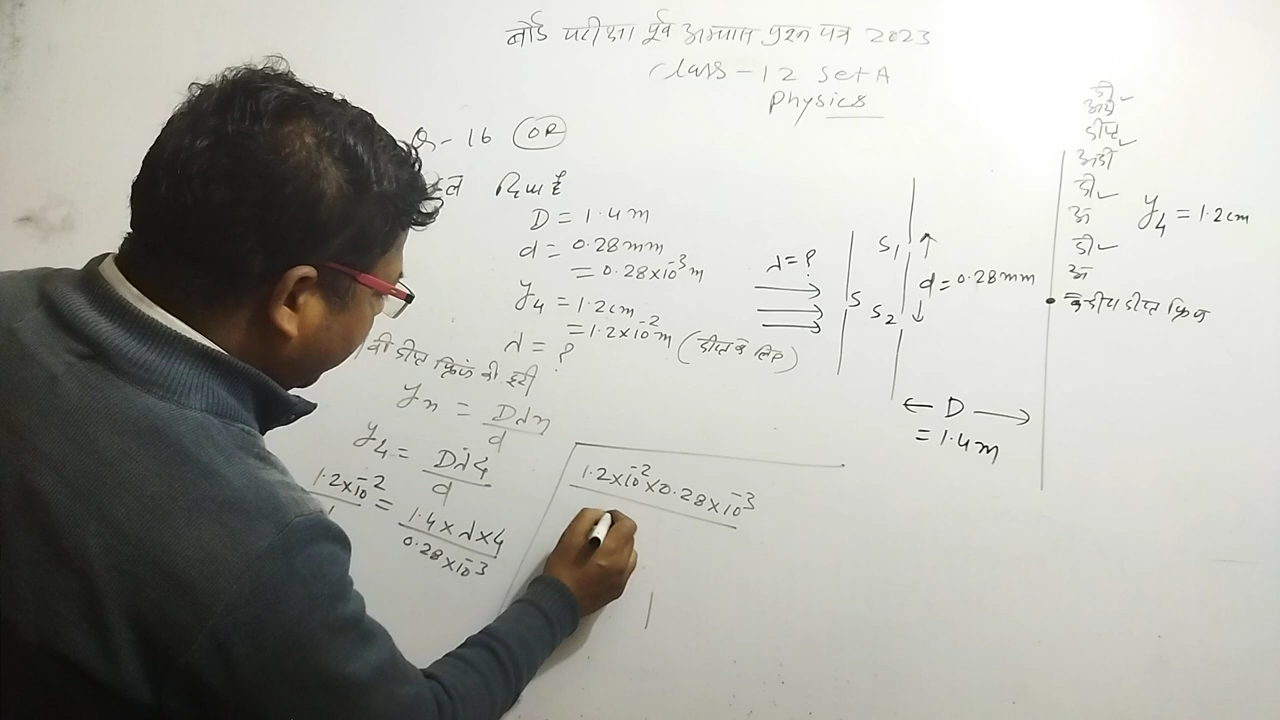 बोर्ड परीक्षा पूर्व अभ्यास प्रश्न पत्र 2023
Class - 12 Set A
Physics
Q - 16 OR
दिया है
D = 1.4 m
d = 0.28 mm
= 0.28×10⁻³ m
y₄ = 1.2 cm
= 1.2×10⁻² m (दीप्त के लिए)
λ = ?
वी दीप्त फ्रिंज की दूरी
yₙ = Dλn/d
y₄ = Dλ4/d
1.2×10⁻² = 1.4×λ×4/0.28×10⁻³
1.2×10⁻²×0.28×10⁻³
λ = ?
S
S₁
S₂
d = 0.28 mm
← D →
= 1.4 m
दी
अदी
दीप्त
अदी
दी
अ
दी
अ
केन्द्रीय दीप्त फ्रिंज
y₄ = 1.2 cm